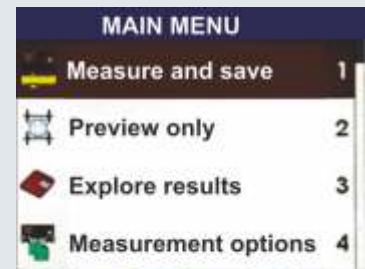 MAIN MENU
Measure and save 1
Preview only 2
Explore results 3
Measurement options 4